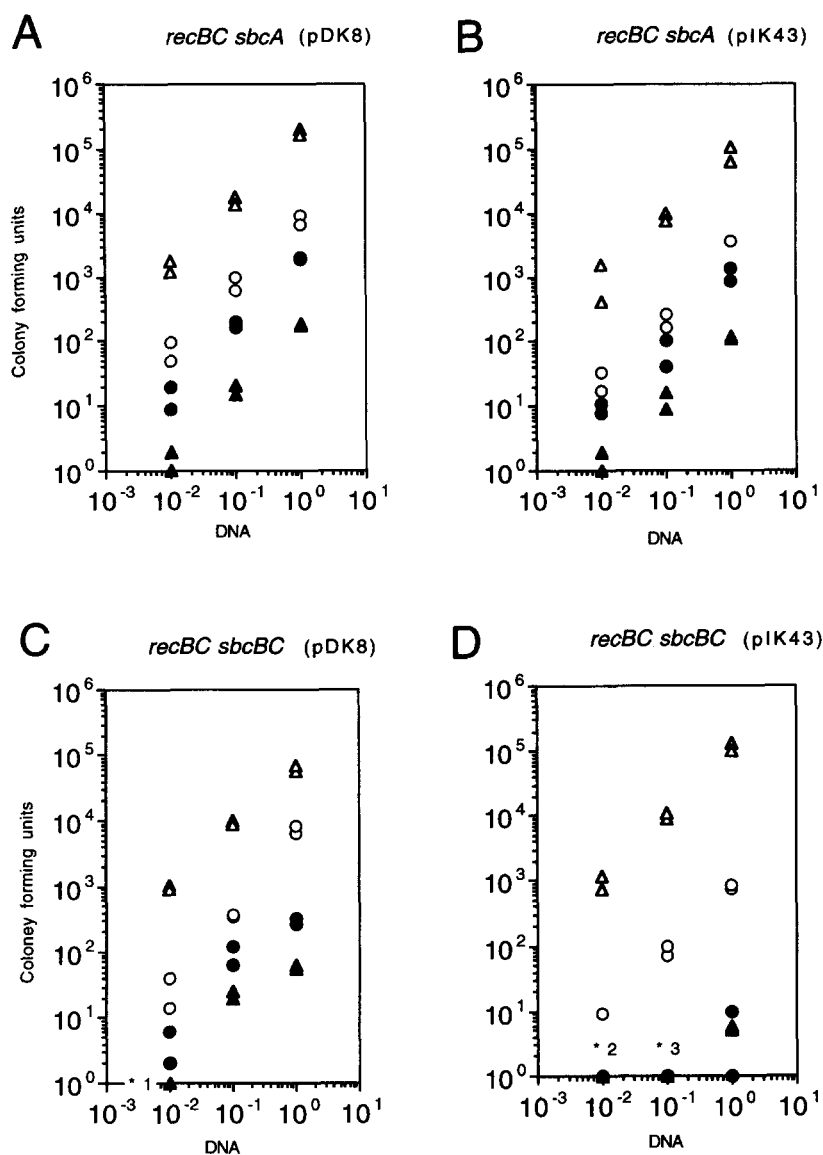 A recBC sbcA (pDK8)
10^6
10^5
10^4
10^3
10^2
10^1
10^0
Colony forming units
10^-3 10^-2 10^-1 10^0 10^1
DNA
B recBC sbcA (pIK43)
10^6
10^5
10^4
10^3
10^2
10^1
10^0
10^-3 10^-2 10^-1 10^0 10^1
DNA
C recBC sbcBC (pDK8)
10^6
10^5
10^4
10^3
10^2
10^1
10^0
Coloney forming units
* 1
10^-3 10^-2 10^-1 10^0 10^1
DNA
D recBC sbcBC (pIK43)
10^6
10^5
10^4
10^3
10^2
10^1
10^0
* 2 * 3
10^-3 10^-2 10^-1 10^0 10^1
DNA